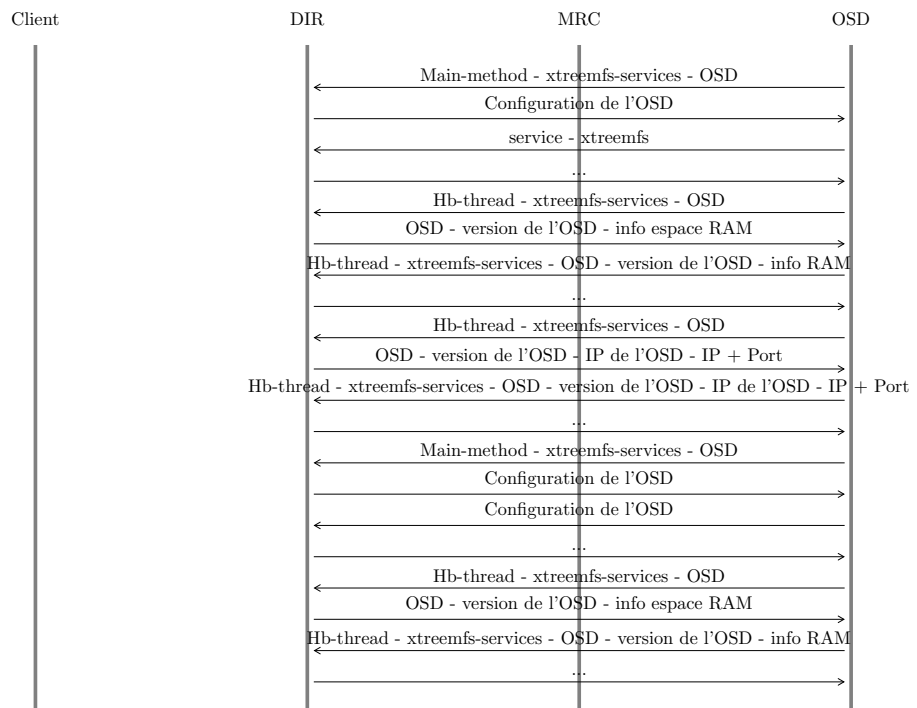 Client DIR MRC OSD
Main-method - xtreemfs-services - OSD
Configuration de l'OSD
service - xtreemfs
...
Hb-thread - xtreemfs-services - OSD
OSD - version de l'OSD - info espace RAM
Hb-thread - xtreemfs-services - OSD - version de l'OSD - info RAM
...
Hb-thread - xtreemfs-services - OSD
OSD - version de l'OSD - IP de l'OSD - IP + Port
Hb-thread - xtreemfs-services - OSD - version de l'OSD - IP de l'OSD - IP + Port
...
Main-method - xtreemfs-services - OSD
Configuration de l'OSD
Configuration de l'OSD
...
Hb-thread - xtreemfs-services - OSD
OSD - version de l'OSD - info espace RAM
Hb-thread - xtreemfs-services - OSD - version de l'OSD - info RAM
...